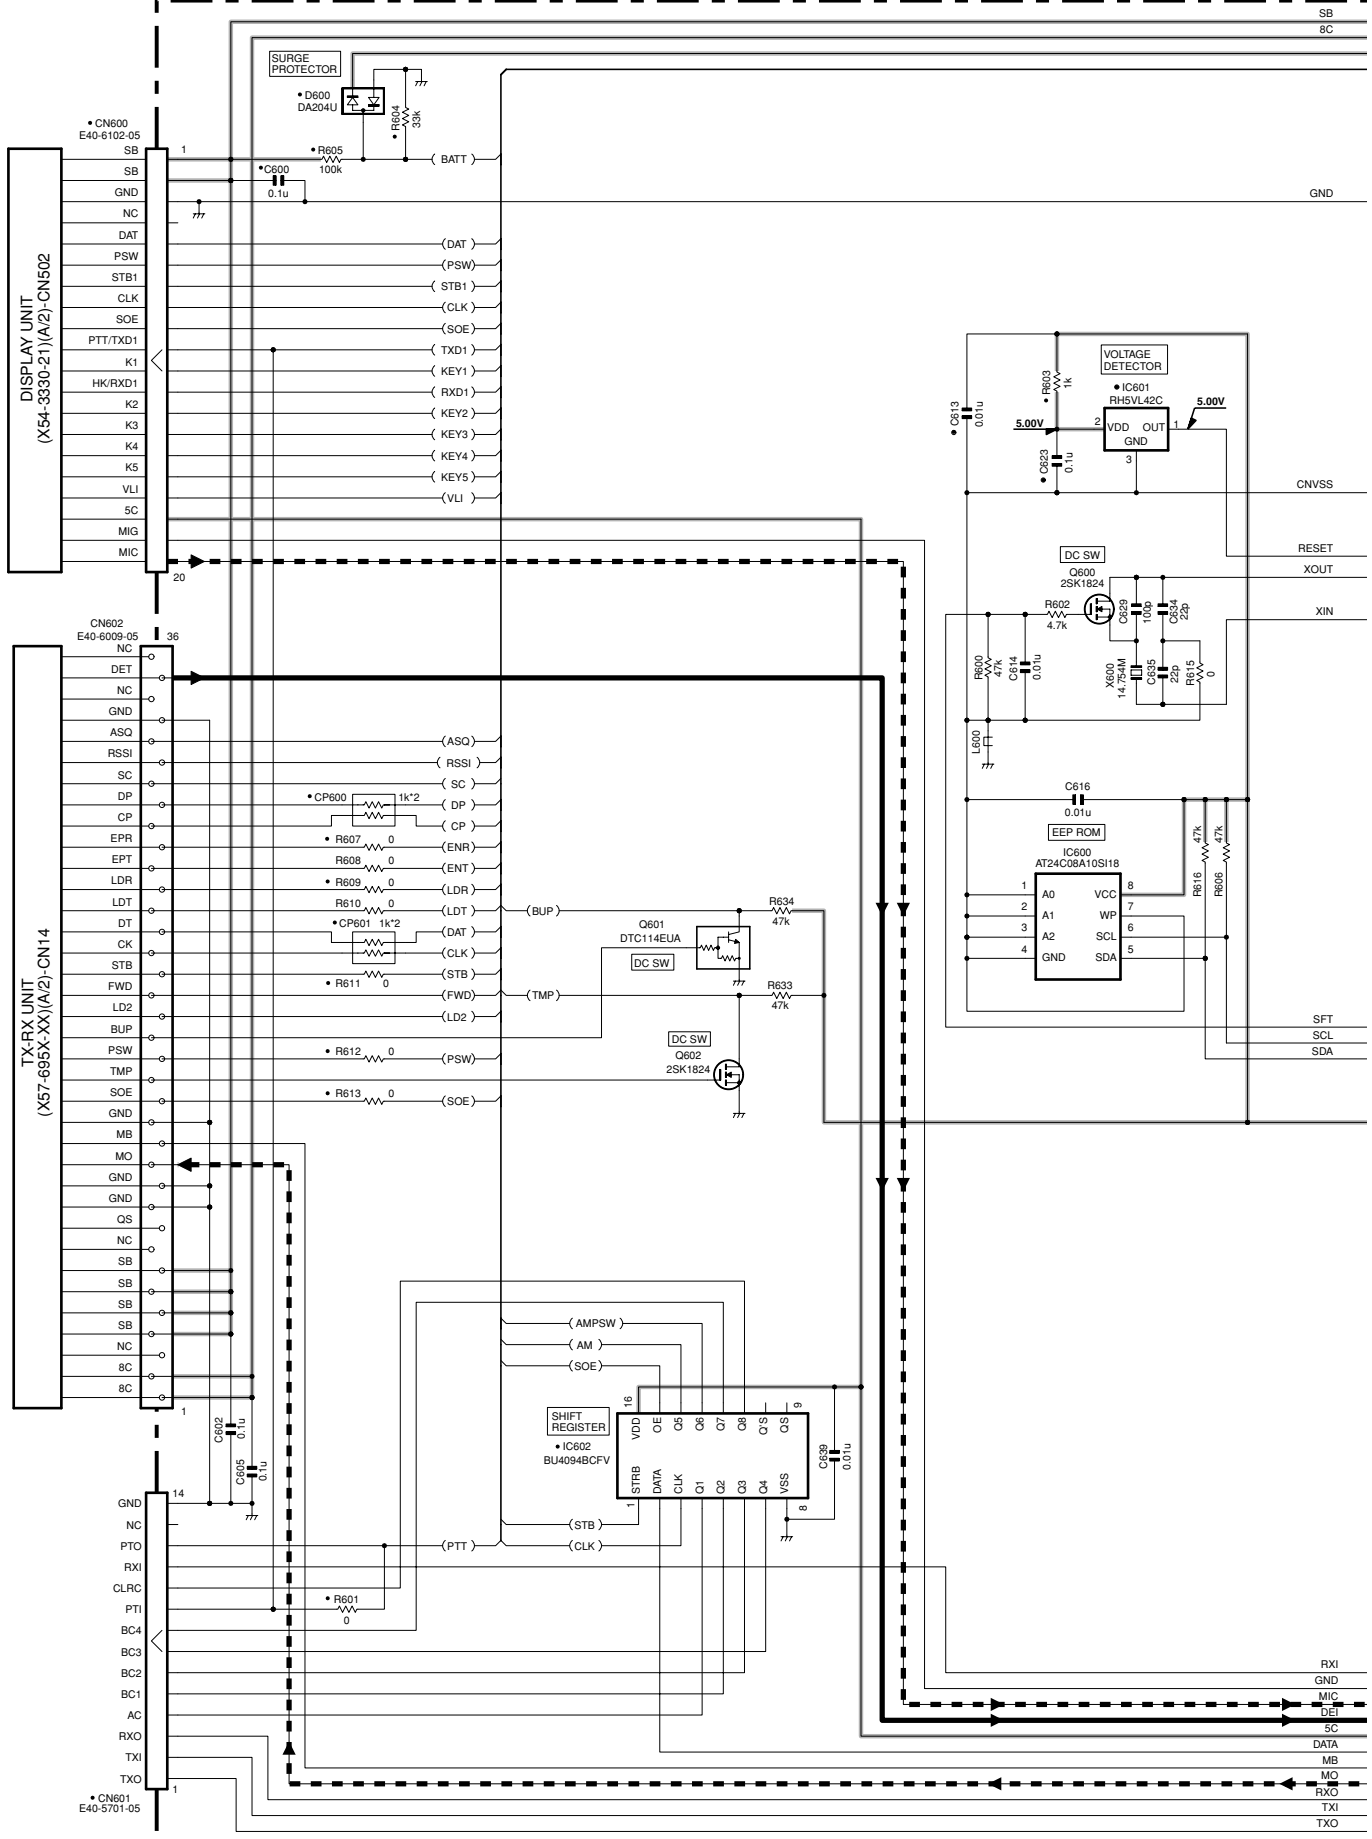 SB
8C
SURGE
PROTECTOR
• D600
DA204U
• R604
33k
• CN600
E40-6102-05
1
• R605
100k
• C600
0.1u
( BATT )
DISPLAY UNIT
(X54-3330-21)(A/2)-CN502
SB
SB
GND
NC
DAT
PSW
STB1
CLK
SOE
PTT/TXD1
K1
HK/RXD1
K2
K3
K4
K5
VLI
5C
MIG
MIC
20
GND
(DAT )
(PSW)
( STB1 )
(CLK )
(SOE )
( TXD1 )
( KEY1 )
( RXD1 )
( KEY2 )
( KEY3 )
( KEY4 )
( KEY5 )
(VLI )
VOLTAGE
DETECTOR
• IC601
RH5VL42C
• R603
1k
• C613
0.01u
5.00V
5.00V
2
VDD OUT
GND
1
3
• C623
0.1u
CNVSS
RESET
XOUT
XIN
DC SW
Q600
2SK1824
R602
4.7k
C629
100p
C634
22p
R600
47k
C614
0.01u
X600
14.754M
C635
22p
R615
0
L600
C616
0.01u
EEP ROM
IC600
AT24C08A10SI18
1
2
3
4
A0
A1
A2
GND
VCC
WP
SCL
SDA
8
7
6
5
R616
47k
R606
47k
SFT
SCL
SDA
CN602
E40-6009-05
36
TX-RX UNIT
(X57-695X-XX)(A/2)-CN14
NC
DET
NC
GND
ASQ
RSSI
SC
DP
CP
EPR
EPT
LDR
LDT
DT
CK
STB
FWD
LD2
BUP
PSW
TMP
SOE
GND
MB
MO
GND
GND
QS
NC
SB
SB
SB
SB
NC
8C
8C
1
(ASQ )
( RSSI )
( SC )
• CP600 1k*2 ( DP )
( CP )
• R607 0 (ENR )
R608 0 (ENT )
• R609 0 (LDR )
R610 0 (LDT ) (BUP )
• CP601 1k*2 (DAT )
(CLK )
(STB )
• R611 0
(FWD) (TMP )
(LD2 )
• R612 0 (PSW)
• R613 0 (SOE)
R634
47k
Q601
DTC114EUA
DC SW
R633
47k
DC SW
Q602
2SK1824
(AMPSW )
( AM )
(SOE )
SHIFT
REGISTER
• IC602
BU4094BCFV
16
9
VDD
OE
Q5
Q6
Q7
Q8
Q'S
QS
STRB
DATA
CLK
Q1
Q2
Q3
Q4
VSS
1
8
C639
0.01u
(STB )
(CLK )
C602
0.1u
C605
0.1u
14
GND
NC
PTO
RXI
CLRC
PTI
BC4
BC3
BC2
BC1
AC
RXO
TXI
TXO
1
• CN601
E40-5701-05
(PTT )
• R601
0
RXI
GND
MIC
DEI
5C
DATA
MB
MO
RXO
TXI
TXO